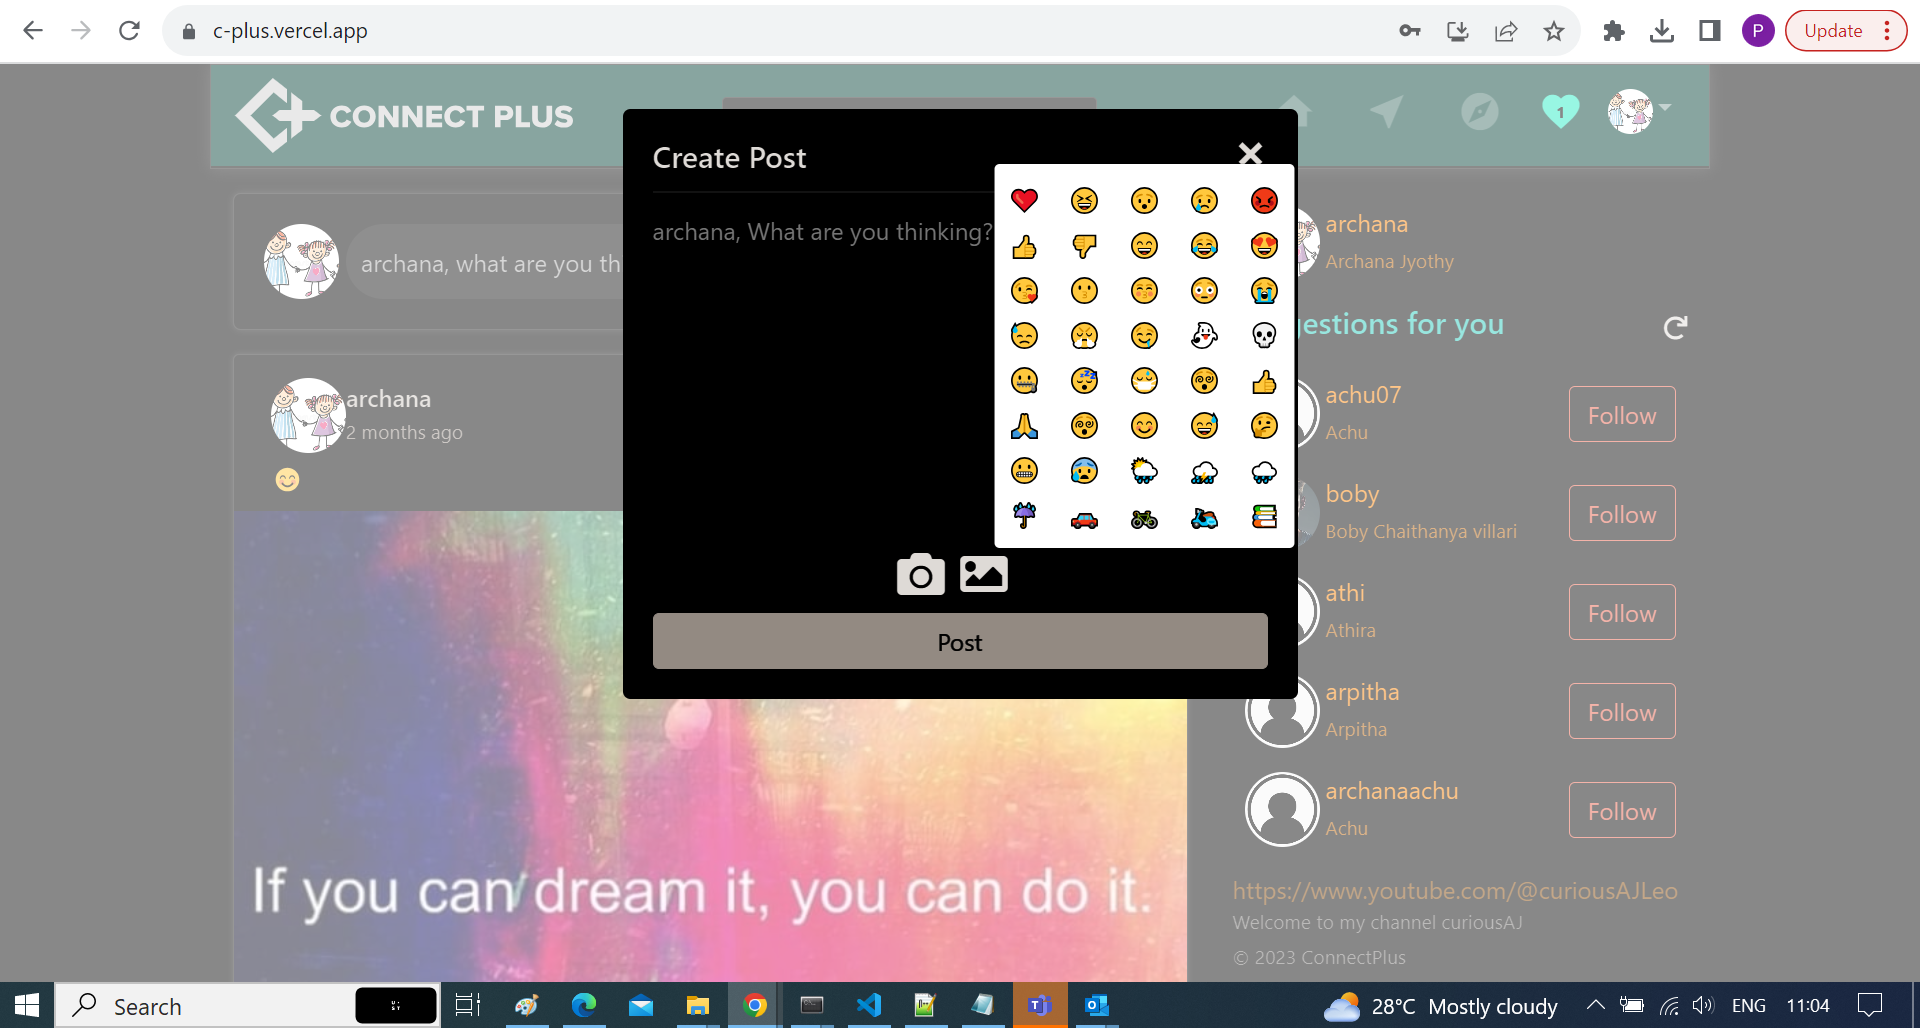 c-plus.vercel.app
P
Update
CONNECT PLUS
1
Create Post
archana, What are you thinking?
archana, what are you th
archana
2 months ago
If you can dream it, you can do it.
Post
archana
Archana Jyothy
gestions for you
achu07
Achu
Follow
boby
Boby Chaithanya villari
Follow
athi
Athira
Follow
arpitha
Arpitha
Follow
archanaachu
Achu
Follow
https://www.youtube.com/@curiousAJLeo
Welcome to my channel curiousAJ
© 2023 ConnectPlus
Search
28°C Mostly cloudy
ENG
11:04